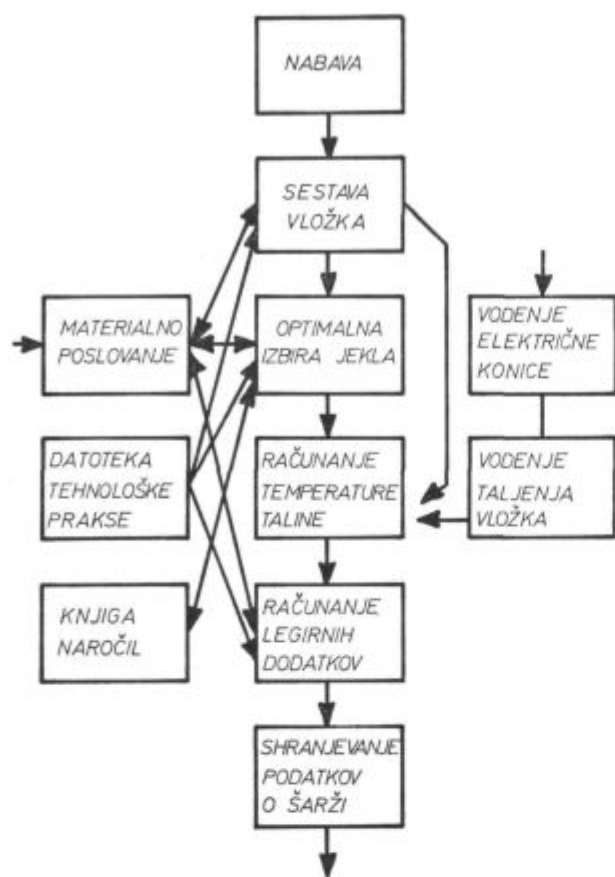 NABAVA
SESTAVA
VLOŽKA
MATERIALNO
POSLOVANJE
OPTIMALNA
IZBIRA JEKLA
VODENJE
ELEKTRIČNE
KONICE
DATOTEKA
TEHNOLOŠKE
PRAKSE
RAČUNANJE
TEMPERATURE
TALINE
VODENJE
TALJENJA
VLOŽKA
KNJIGA
NAROČIL
RAČUNANJE
LEGIRNIH
DODATKOV
SHRANJEVANJE
PODATKOV
O ŠARŽI